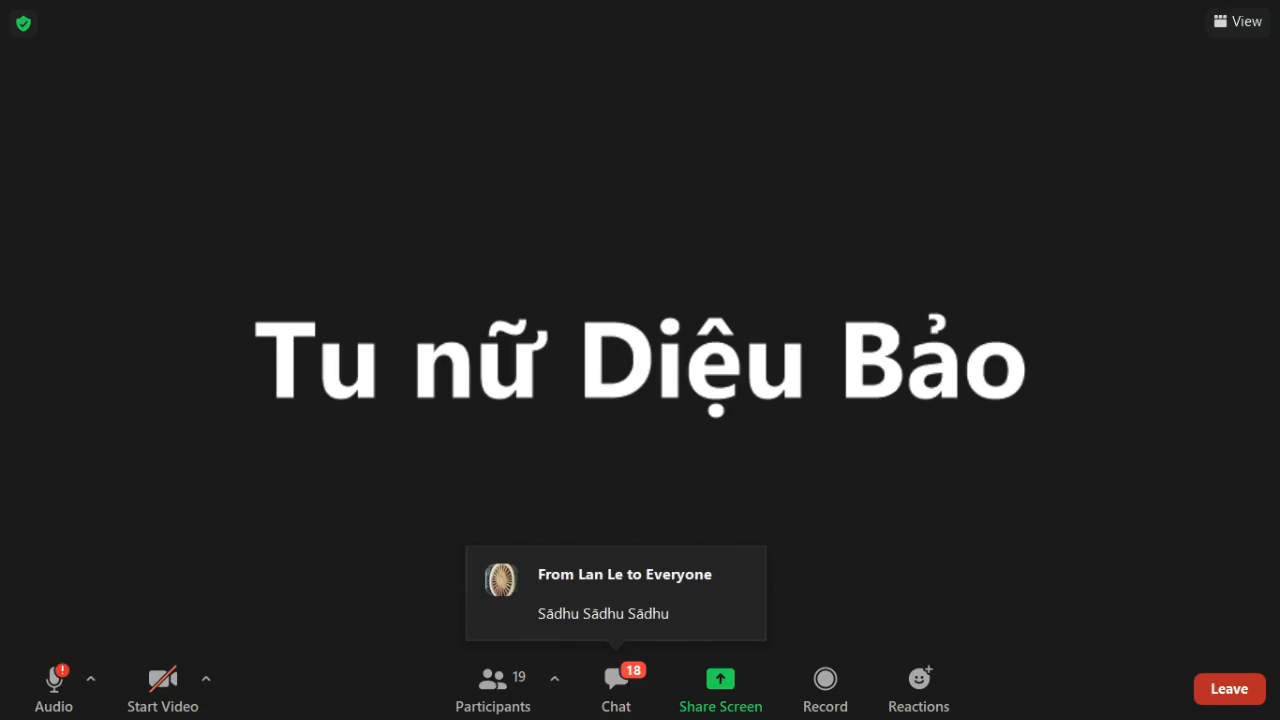 View
Tu nữ Diệu Bảo
From Lan Le to Everyone
Sādhu Sādhu Sādhu
!
19
18
Audio
Start Video
Participants
Chat
Share Screen
Record
Reactions
Leave